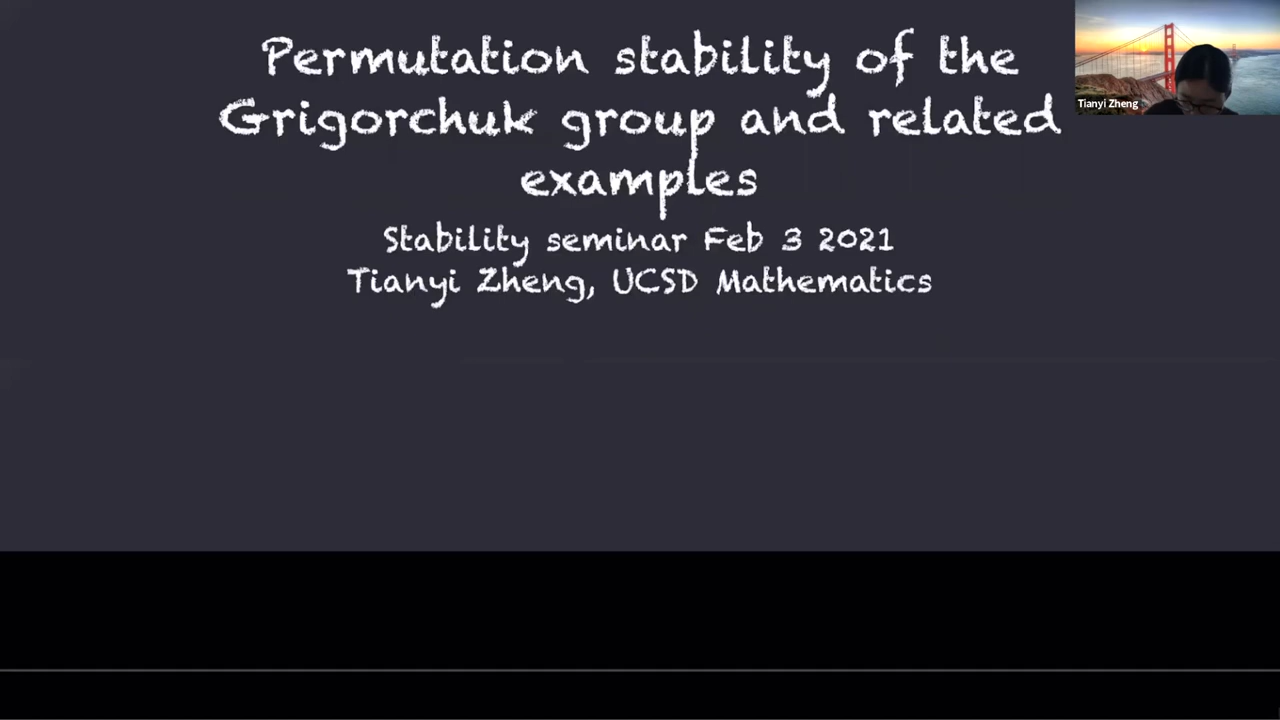 Permutation stability of the
Grigorchuk group and related
examples
Stability seminar Feb 3 2021
Tianyi Zheng, UCSD Mathematics
Tianyi Zheng